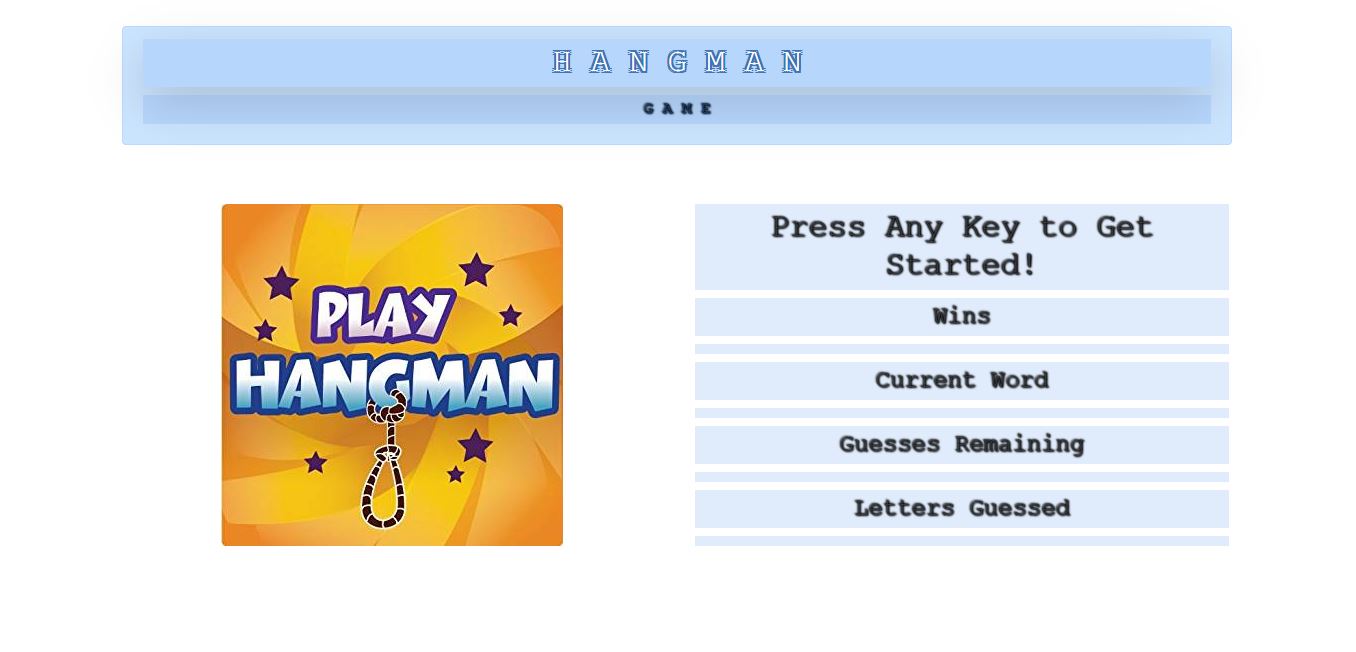 HANGMAN
GAME
PLAY
HANGMAN
Press Any Key to Get
Started!
Wins
Current Word
Guesses Remaining
Letters Guessed